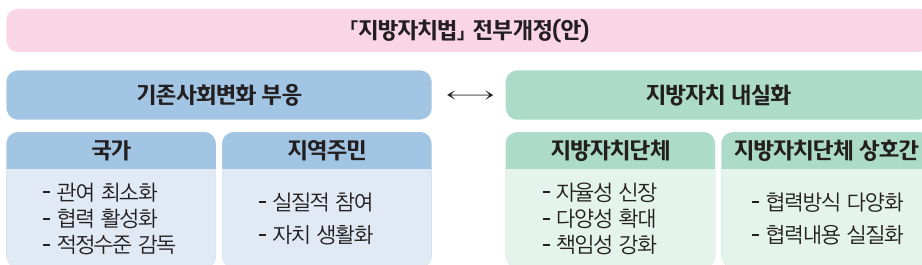 「지방자치법」 전부개정(안)
기존사회변화 부응 ↔ 지방자치 내실화
국가
- 관여 최소화
- 협력 활성화
- 적정수준 감독
지역주민
- 실질적 참여
- 자치 생활화
지방자치단체
- 자율성 신장
- 다양성 확대
- 책임성 강화
지방자치단체 상호간
- 협력방식 다양화
- 협력내용 실질화